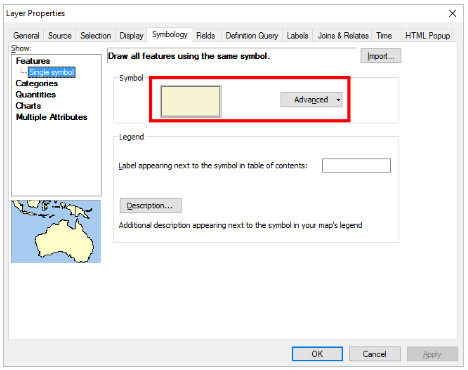 Layer Properties
General Source Selection Display Symbology Fields Definition Query Labels Joins & Relates Time HTML Popup
Show:
Features
Single symbol
Categories
Quantities
Charts
Multiple Attributes
Draw all features using the same symbol.
Import...
Symbol
Advanced
Legend
Label appearing next to the symbol in table of contents:
Description...
Additional description appearing next to the symbol in your map's legend
OK Cancel Apply